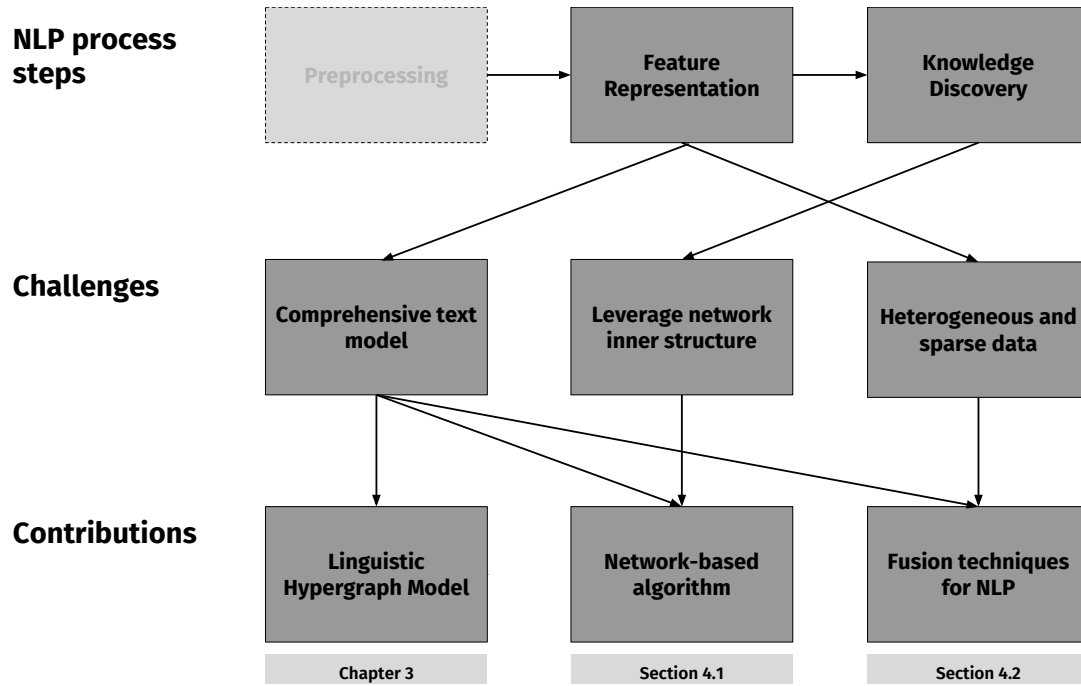 NLP process
steps
Preprocessing
Feature
Representation
Knowledge
Discovery
Challenges
Comprehensive text
model
Leverage network
inner structure
Heterogeneous and
sparse data
Contributions
Linguistic
Hypergraph Model
Network-based
algorithm
Fusion techniques
for NLP
Chapter 3
Section 4.1
Section 4.2